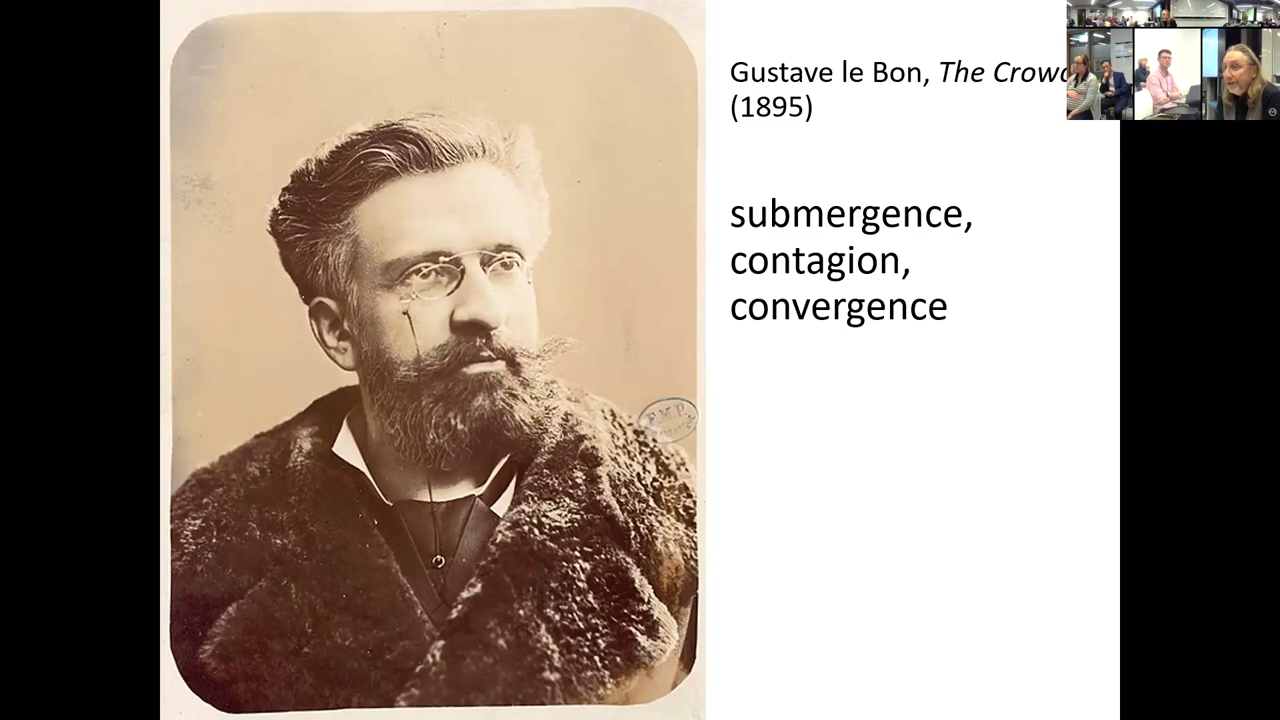 Gustave le Bon, The Crowd
(1895)
submergence,
contagion,
convergence